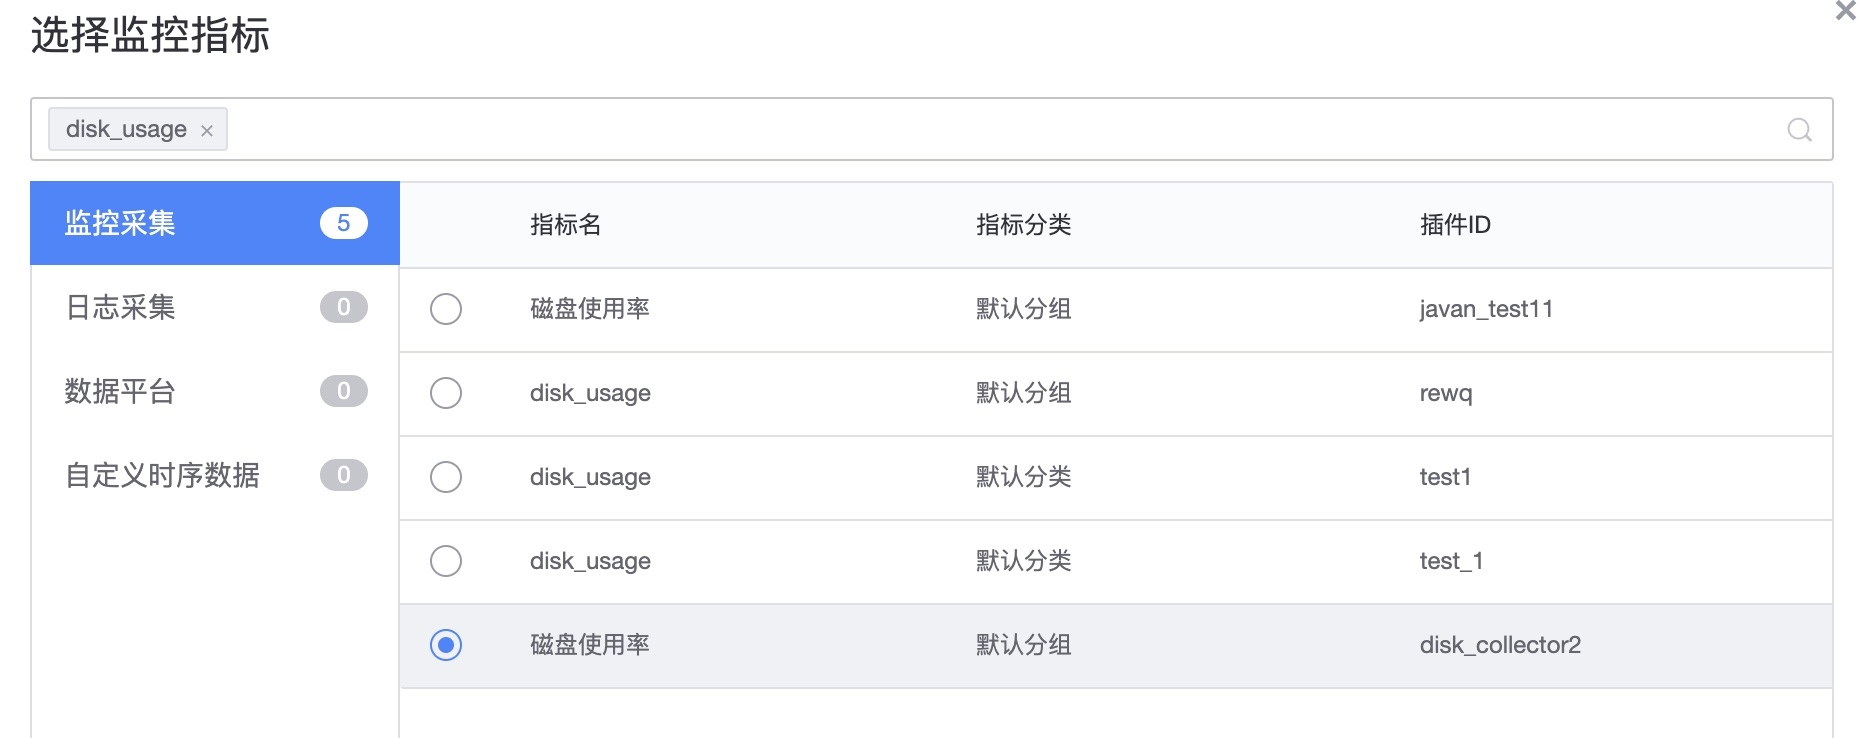 选择监控指标
disk_usage ×
监控采集 5
日志采集 0
数据平台 0
自定义时序数据 0
指标名 指标分类 插件ID
磁盘使用率 默认分组 javan_test11
disk_usage 默认分组 rewq
disk_usage 默认分类 test1
disk_usage 默认分类 test_1
磁盘使用率 默认分组 disk_collector2